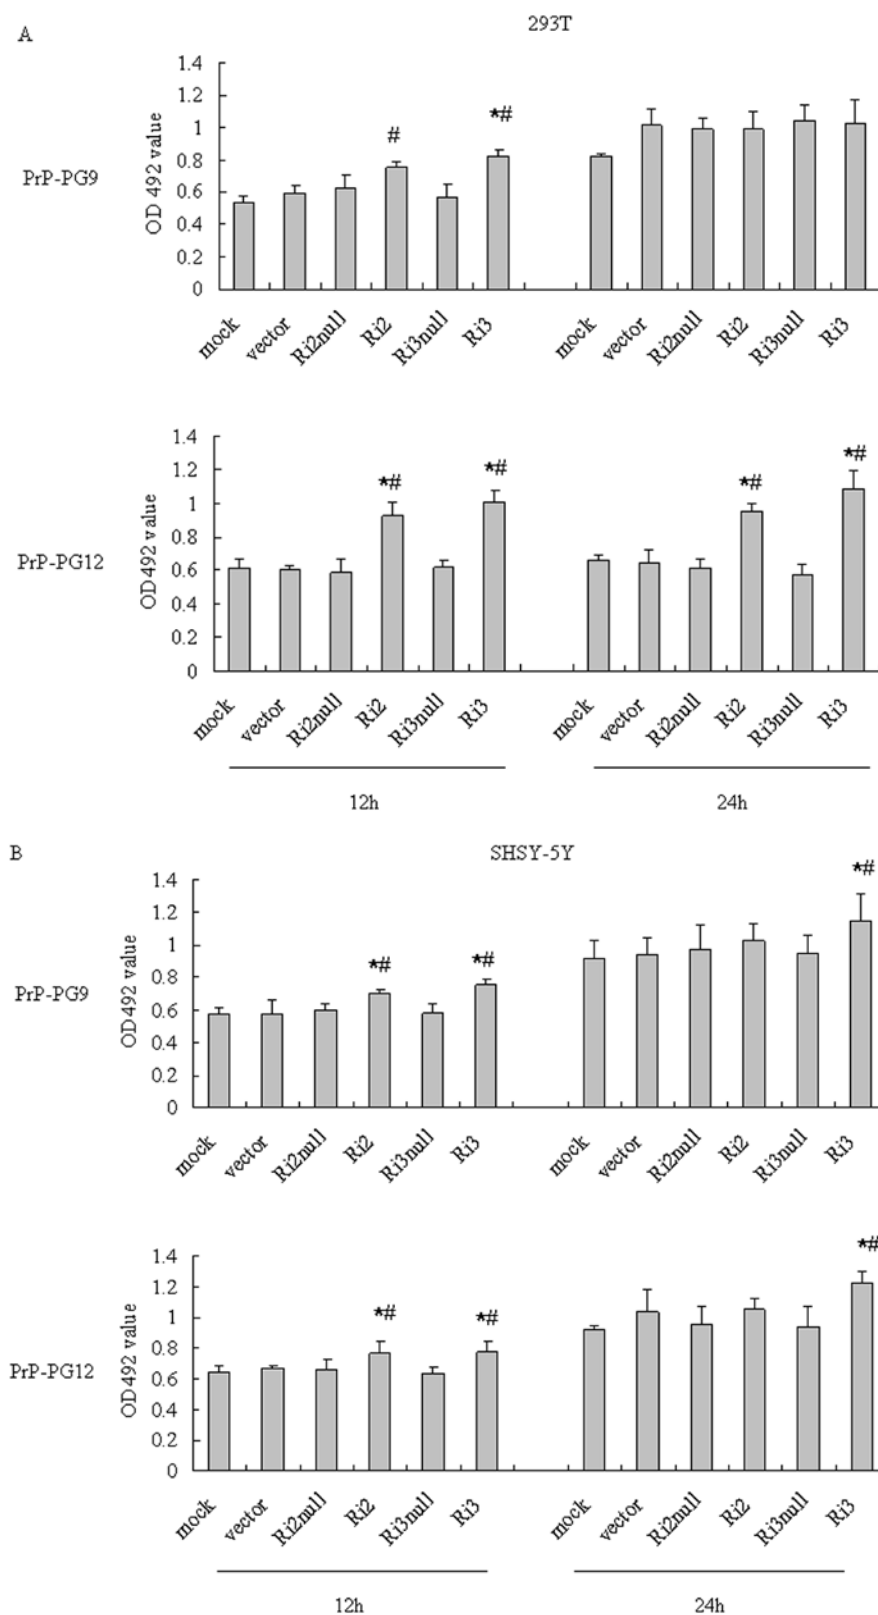 A
293T
PrP-PG9
OD 492 value
1.4
1.2
1
0.8
0.6
0.4
0.2
0
#
*#
mock
vector
Ri2null
Ri2
Ri3null
Ri3
mock
vector
Ri2null
Ri2
Ri3null
Ri3
PrP-PG12
OD492 value
1.4
1.2
1
0.8
0.6
0.4
0.2
0
*#
*#
*#
*#
mock
vector
Ri2null
Ri2
Ri3null
Ri3
mock
vector
Ri2null
Ri2
Ri3null
Ri3
12h
24h
B
SHSY-5Y
PrP-PG9
OD492 value
1.4
1.2
1
0.8
0.6
0.4
0.2
0
*#
*#
*#
mock
vector
Ri2null
Ri2
Ri3null
Ri3
mock
vector
Ri2null
Ri2
Ri3null
Ri3
PrP-PG12
OD492 value
1.4
1.2
1
0.8
0.6
0.4
0.2
0
*#
*#
*#
mock
vector
Ri2null
Ri2
Ri3null
Ri3
mock
vector
Ri2null
Ri2
Ri3null
Ri3
12h
24h